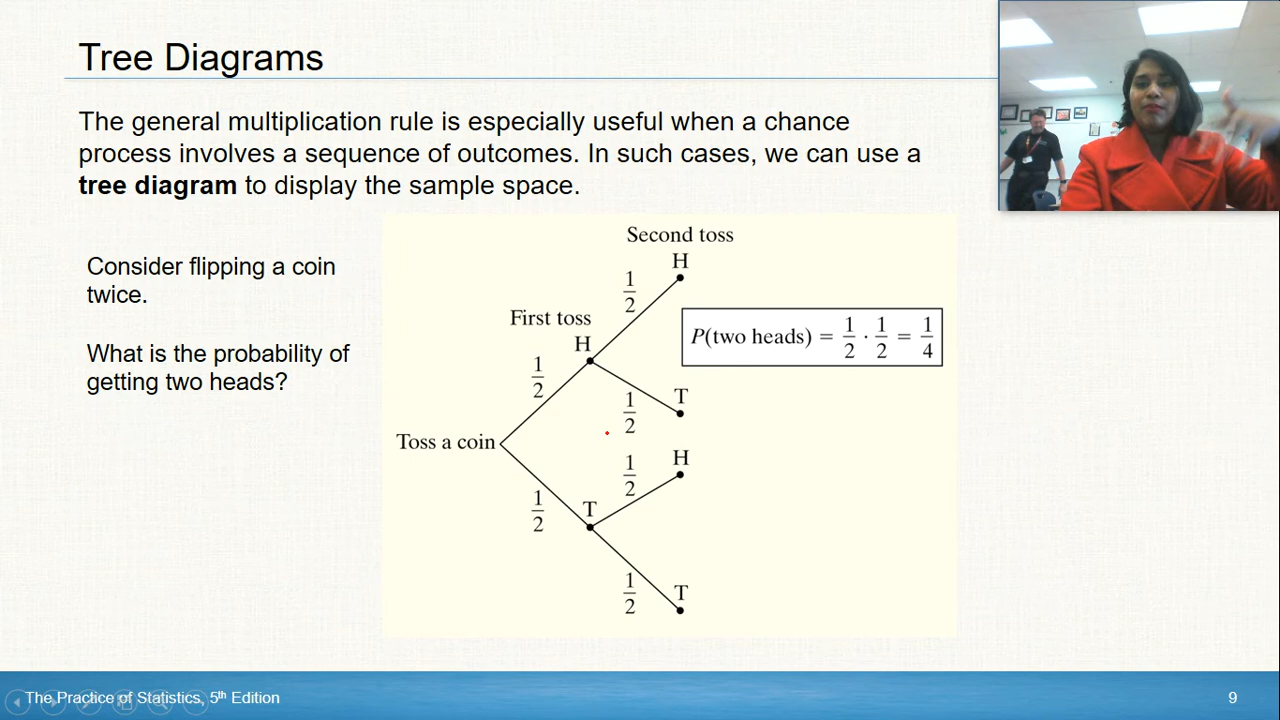 Tree Diagrams
The general multiplication rule is especially useful when a chance
process involves a sequence of outcomes. In such cases, we can use a
tree diagram to display the sample space.
Consider flipping a coin
twice.
What is the probability of
getting two heads?
Second toss
H
1/2
First toss
H
P(two heads) = 1/2 · 1/2 = 1/4
1/2
T
1/2
Toss a coin
H
1/2
T
1/2
T
1/2
The Practice of Statistics, 5th Edition
9